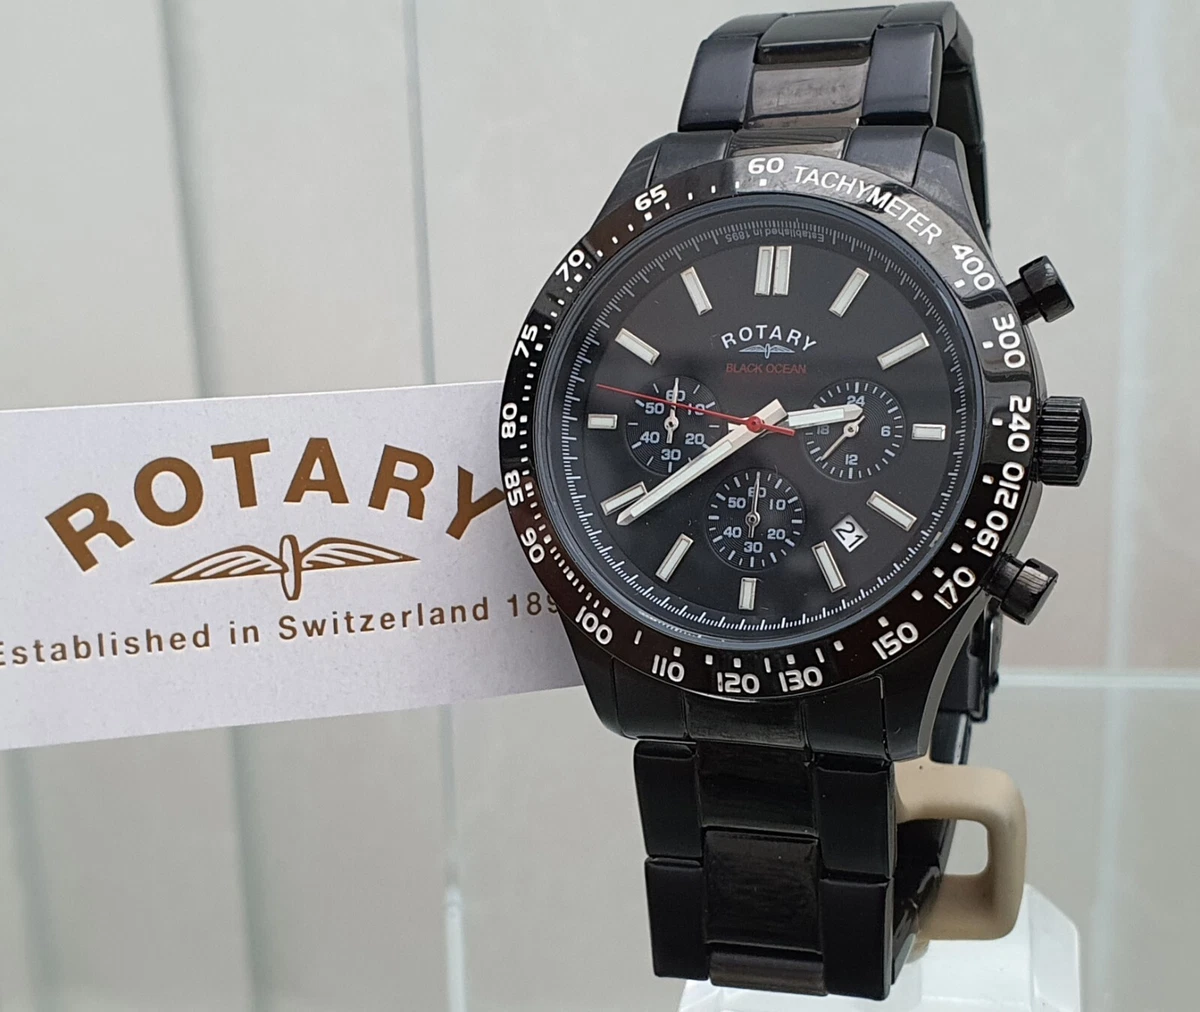 ROTARY
Established in Switzerland 189
60 TACHYMETER 400 300 240 210 190 170 150 130 120 110 100 90 85 80 75 70 65
Established in 1895
ROTARY
BLACK OCEAN
60 10 20 30 40 50
24 6 12 18
60 10 20 30 40 50
21